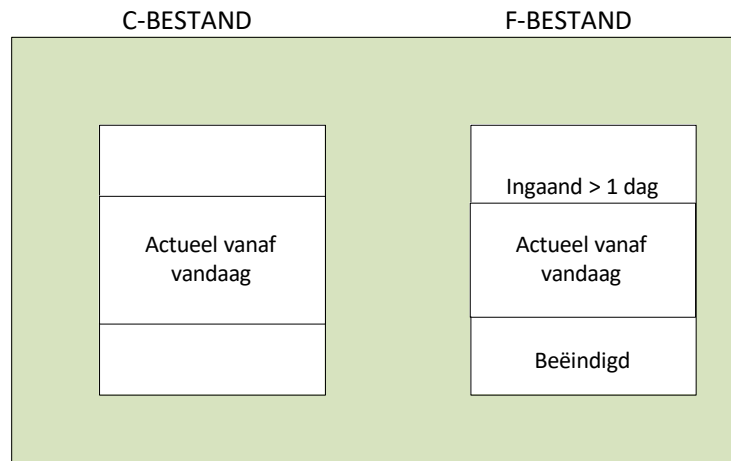 C-BESTAND
F-BESTAND
Actueel vanaf
vandaag
Ingaand > 1 dag
Actueel vanaf
vandaag
Beëindigd